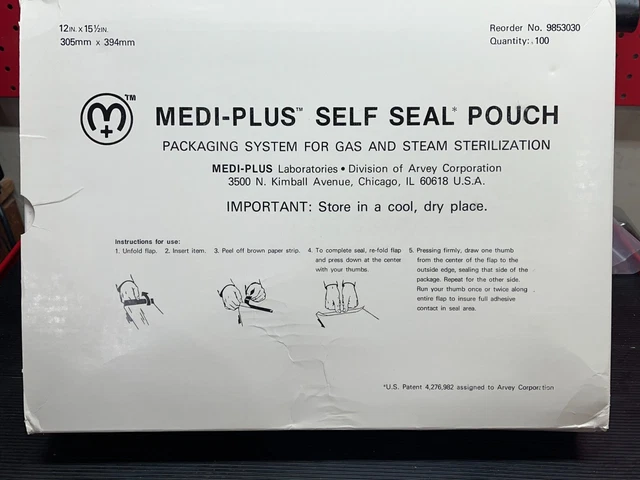 12IN. X 15½IN.
305mm x 394mm
Reorder No. 9853030
Quantity: 100
TM
M+
MEDI-PLUS™ SELF SEAL* POUCH
PACKAGING SYSTEM FOR GAS AND STEAM STERILIZATION
MEDI-PLUS Laboratories • Division of Arvey Corporation
3500 N. Kimball Avenue, Chicago, IL 60618 U.S.A.
IMPORTANT: Store in a cool, dry place.
Instructions for use:
1. Unfold flap.
2. Insert item.
3. Peel off brown paper strip.
4. To complete seal, re-fold flap
and press down at the center
with your thumbs.
5. Pressing firmly, draw one thumb
from the center of the flap to the
outside edge, sealing that side of the
package. Repeat for the other side.
Run your thumb once or twice along
entire flap to insure full adhesive
contact in seal area.
*U.S. Patent 4,276,982 assigned to Arvey Corporation